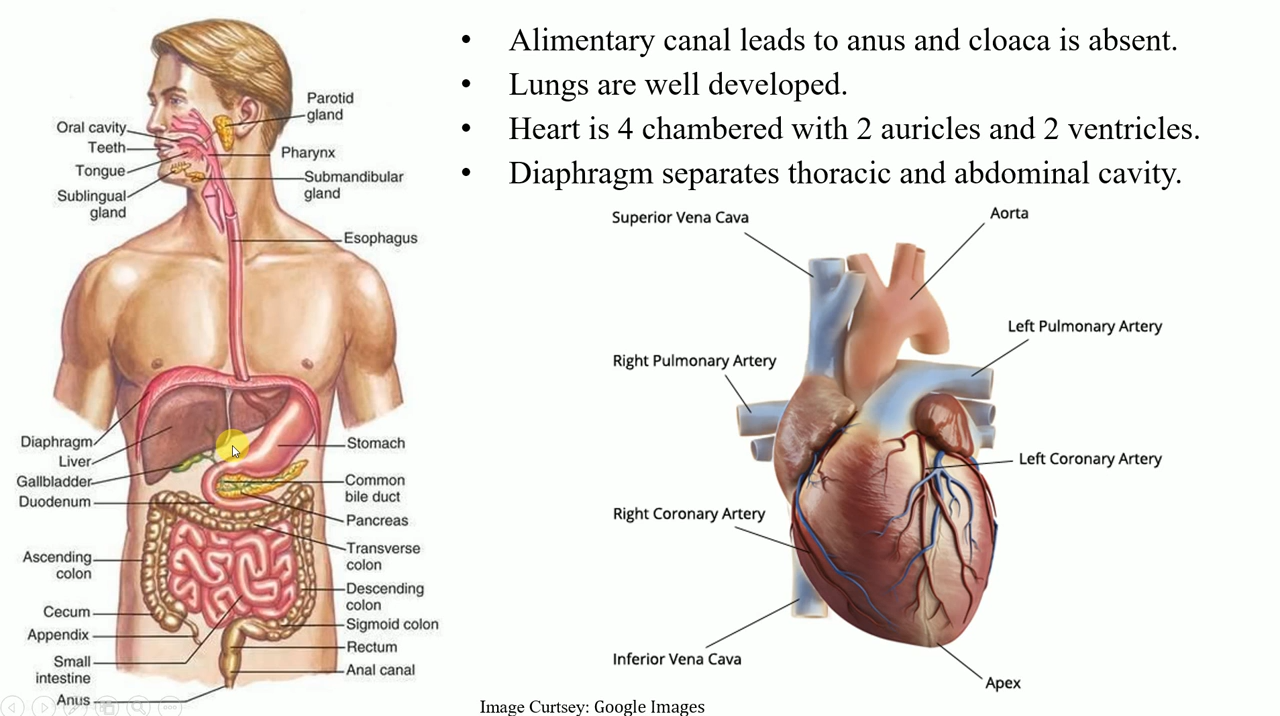 • Alimentary canal leads to anus and cloaca is absent.
• Lungs are well developed.
• Heart is 4 chambered with 2 auricles and 2 ventricles.
• Diaphragm separates thoracic and abdominal cavity.
Parotid
gland
Oral cavity
Teeth
Pharynx
Tongue
Submandibular
gland
Sublingual
gland
Esophagus
Diaphragm
Stomach
Liver
Gallbladder
Common
bile duct
Duodenum
Pancreas
Transverse
colon
Ascending
colon
Descending
colon
Cecum
Sigmoid colon
Appendix
Rectum
Small
intestine
Anal canal
Anus
Superior Vena Cava
Aorta
Left Pulmonary Artery
Right Pulmonary Artery
Left Coronary Artery
Right Coronary Artery
Inferior Vena Cava
Apex
Image Curtsey: Google Images